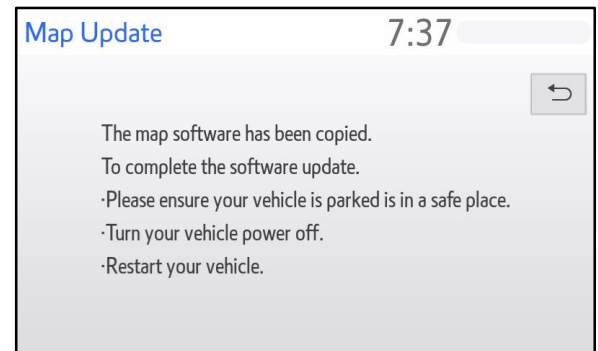 Map Update
7:37
The map software has been copied.
To complete the software update.
·Please ensure your vehicle is parked is in a safe place.
·Turn your vehicle power off.
·Restart your vehicle.